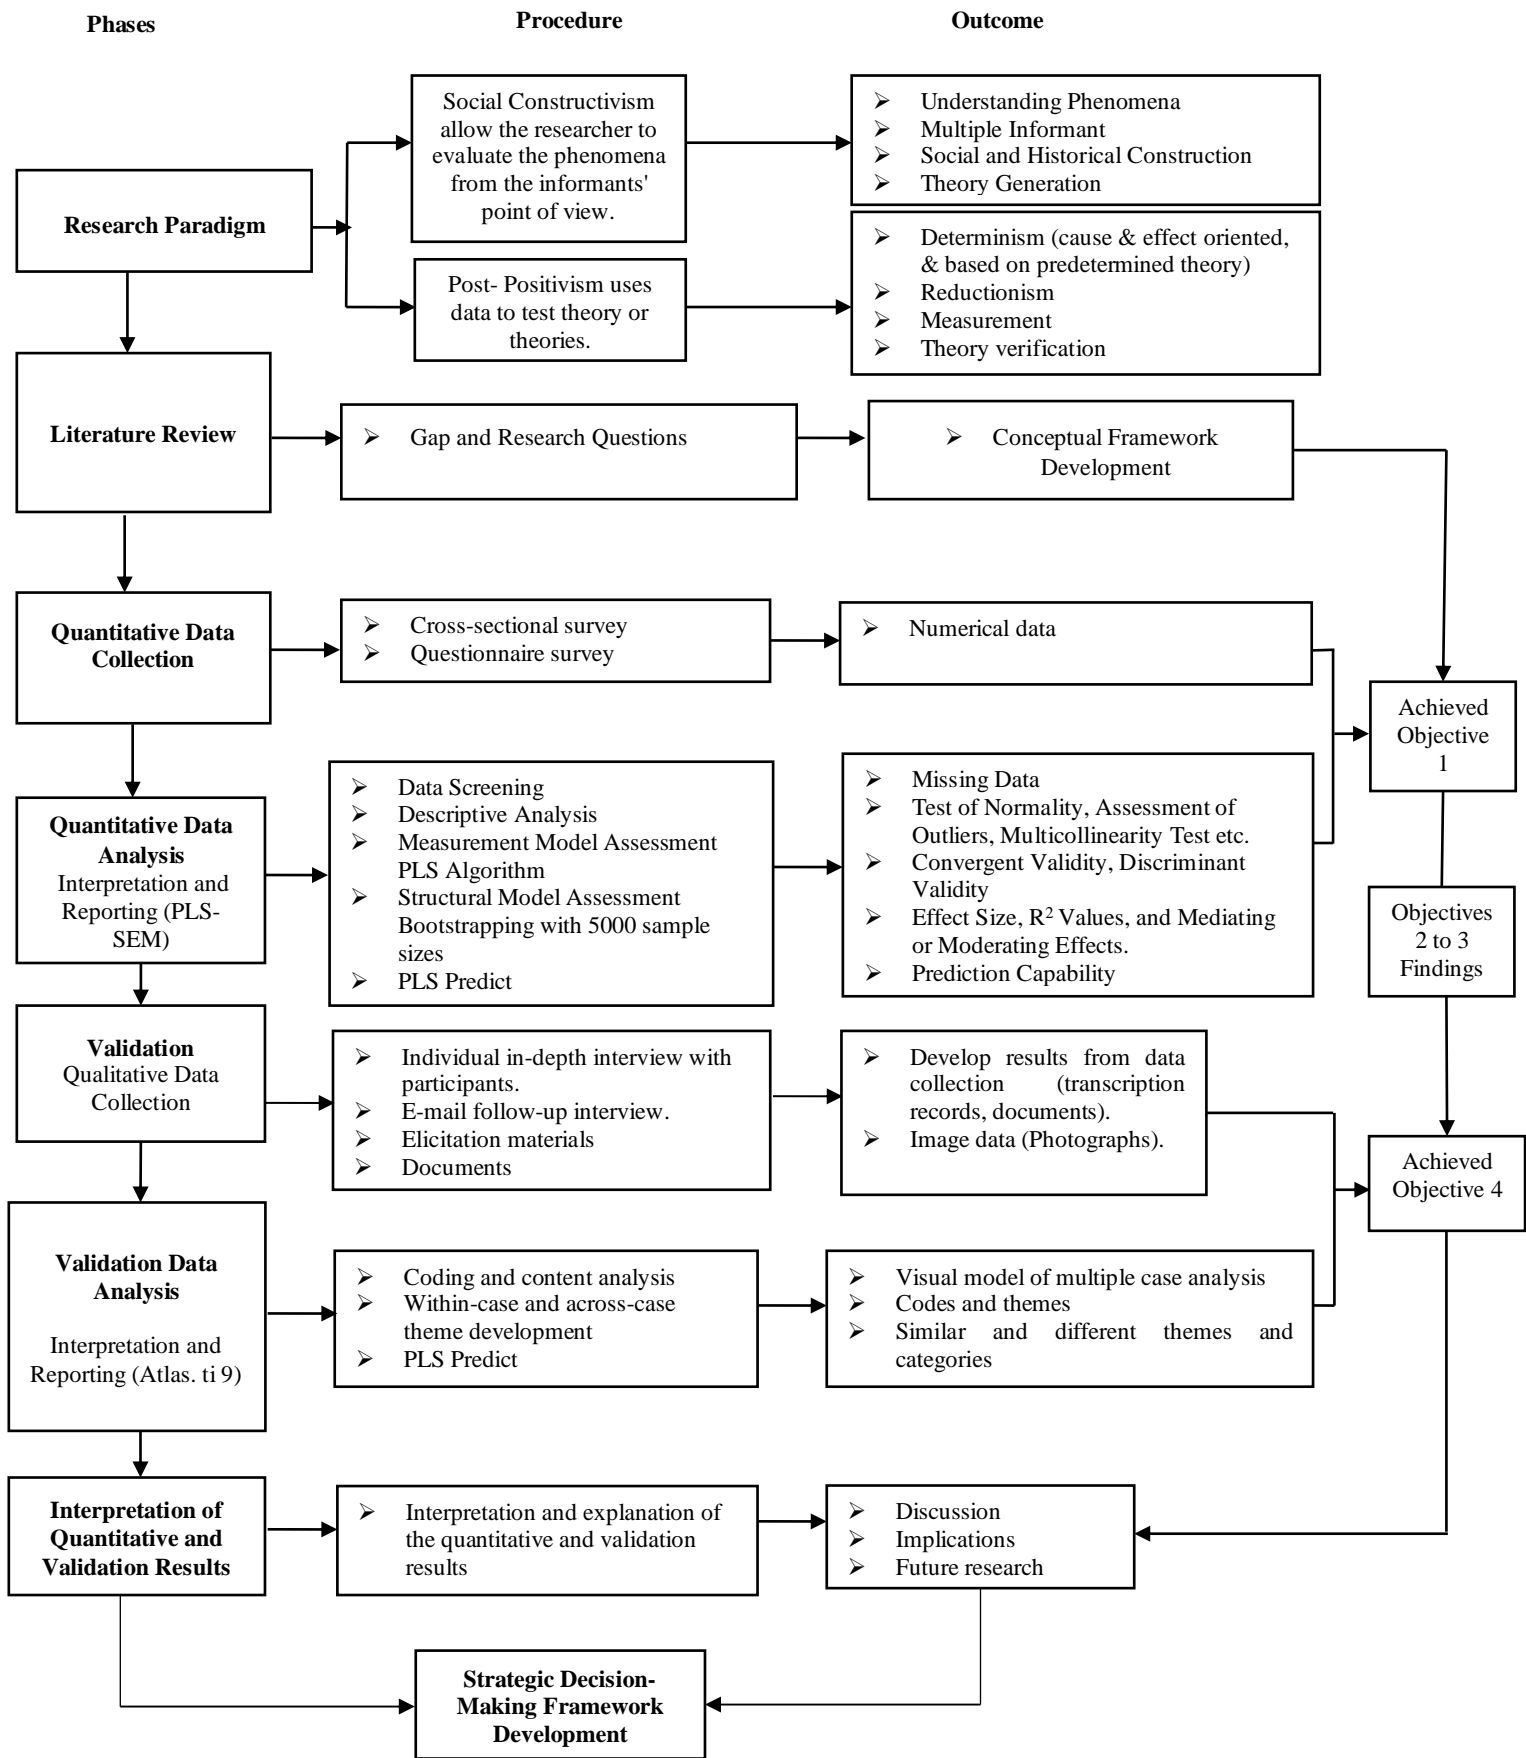 Phases
Procedure
Outcome
Research Paradigm
Social Constructivism
allow the researcher to
evaluate the phenomena
from the informants'
point of view.
➢ Understanding Phenomena
➢ Multiple Informant
➢ Social and Historical Construction
➢ Theory Generation
Post- Positivism uses
data to test theory or
theories.
➢ Determinism (cause & effect oriented,
& based on predetermined theory)
➢ Reductionism
➢ Measurement
➢ Theory verification
Literature Review
➢ Gap and Research Questions
➢ Conceptual Framework
Development
Quantitative Data
Collection
➢ Cross-sectional survey
➢ Questionnaire survey
➢ Numerical data
Achieved
Objective
1
Quantitative Data
Analysis
Interpretation and
Reporting (PLS-
SEM)
➢ Data Screening
➢ Descriptive Analysis
➢ Measurement Model Assessment
PLS Algorithm
➢ Structural Model Assessment
Bootstrapping with 5000 sample
sizes
➢ PLS Predict
➢ Missing Data
➢ Test of Normality, Assessment of
Outliers, Multicollinearity Test etc.
➢ Convergent Validity, Discriminant
Validity
➢ Effect Size, R² Values, and Mediating
or Moderating Effects.
➢ Prediction Capability
Objectives
2 to 3
Findings
Validation
Qualitative Data
Collection
➢ Individual in-depth interview with
participants.
➢ E-mail follow-up interview.
➢ Elicitation materials
➢ Documents
➢ Develop results from data
collection (transcription
records, documents).
➢ Image data (Photographs).
Achieved
Objective 4
Validation Data
Analysis
Interpretation and
Reporting (Atlas. ti 9)
➢ Coding and content analysis
➢ Within-case and across-case
theme development
➢ PLS Predict
➢ Visual model of multiple case analysis
➢ Codes and themes
➢ Similar and different themes and
categories
Interpretation of
Quantitative and
Validation Results
➢ Interpretation and explanation of
the quantitative and validation
results
➢ Discussion
➢ Implications
➢ Future research
Strategic Decision-
Making Framework
Development